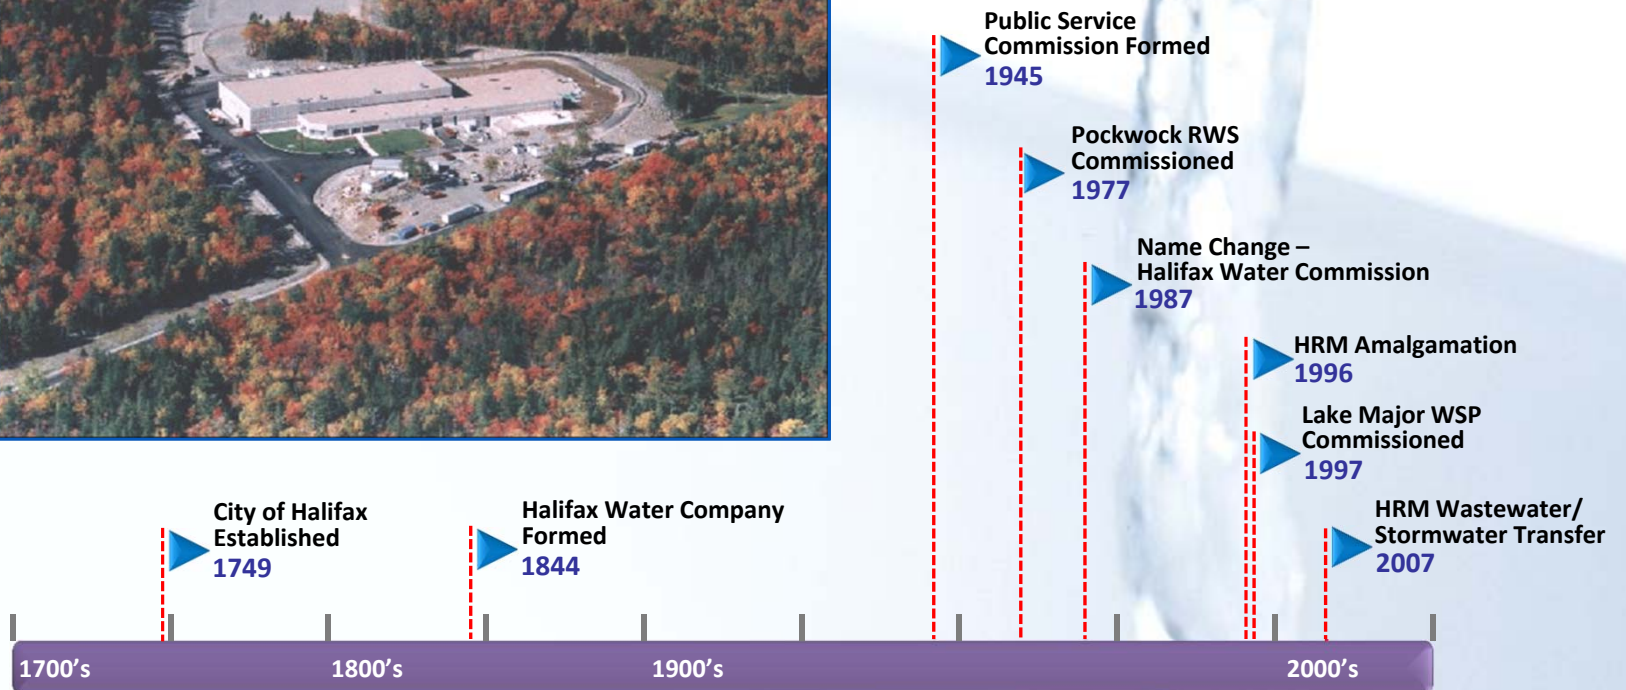 Public Service
Commission Formed
1945
Pockwock RWS
Commissioned
1977
Name Change –
Halifax Water Commission
1987
HRM Amalgamation
1996
Lake Major WSP
Commissioned
1997
City of Halifax
Established
1749
Halifax Water Company
Formed
1844
HRM Wastewater/
Stormwater Transfer
2007
1700’s
1800’s
1900’s
2000’s